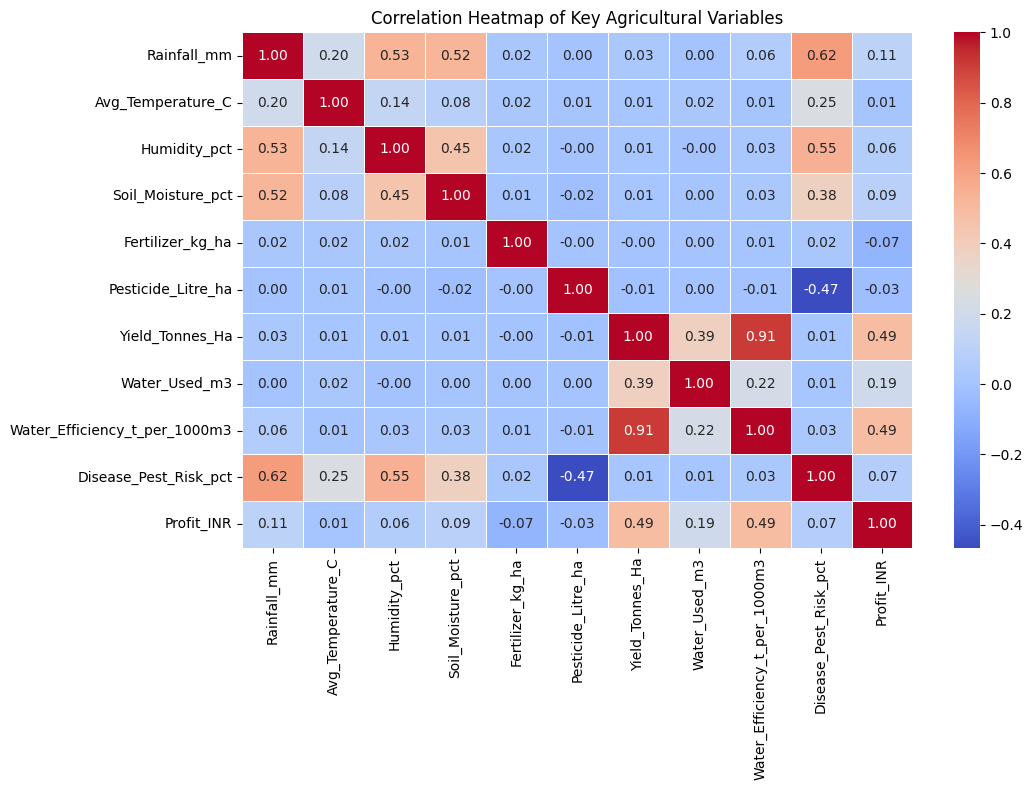 Correlation Heatmap of Key Agricultural Variables
Rainfall_mm 1.00 0.20 0.53 0.52 0.02 0.00 0.03 0.00 0.06 0.62 0.11
Avg_Temperature_C 0.20 1.00 0.14 0.08 0.02 0.01 0.01 0.02 0.01 0.25 0.01
Humidity_pct 0.53 0.14 1.00 0.45 0.02 -0.00 0.01 -0.00 0.03 0.55 0.06
Soil_Moisture_pct 0.52 0.08 0.45 1.00 0.01 -0.02 0.01 0.00 0.03 0.38 0.09
Fertilizer_kg_ha 0.02 0.02 0.02 0.01 1.00 -0.00 -0.00 0.00 0.01 0.02 -0.07
Pesticide_Litre_ha 0.00 0.01 -0.00 -0.02 -0.00 1.00 -0.01 0.00 -0.01 -0.47 -0.03
Yield_Tonnes_Ha 0.03 0.01 0.01 0.01 -0.00 -0.01 1.00 0.39 0.91 0.01 0.49
Water_Used_m3 0.00 0.02 -0.00 0.00 0.00 0.00 0.39 1.00 0.22 0.01 0.19
Water_Efficiency_t_per_1000m3 0.06 0.01 0.03 0.03 0.01 -0.01 0.91 0.22 1.00 0.03 0.49
Disease_Pest_Risk_pct 0.62 0.25 0.55 0.38 0.02 -0.47 0.01 0.01 0.03 1.00 0.07
Profit_INR 0.11 0.01 0.06 0.09 -0.07 -0.03 0.49 0.19 0.49 0.07 1.00
Rainfall_mm
Avg_Temperature_C
Humidity_pct
Soil_Moisture_pct
Fertilizer_kg_ha
Pesticide_Litre_ha
Yield_Tonnes_Ha
Water_Used_m3
Water_Efficiency_t_per_1000m3
Disease_Pest_Risk_pct
Profit_INR
1.0
0.8
0.6
0.4
0.2
0.0
−0.2
−0.4